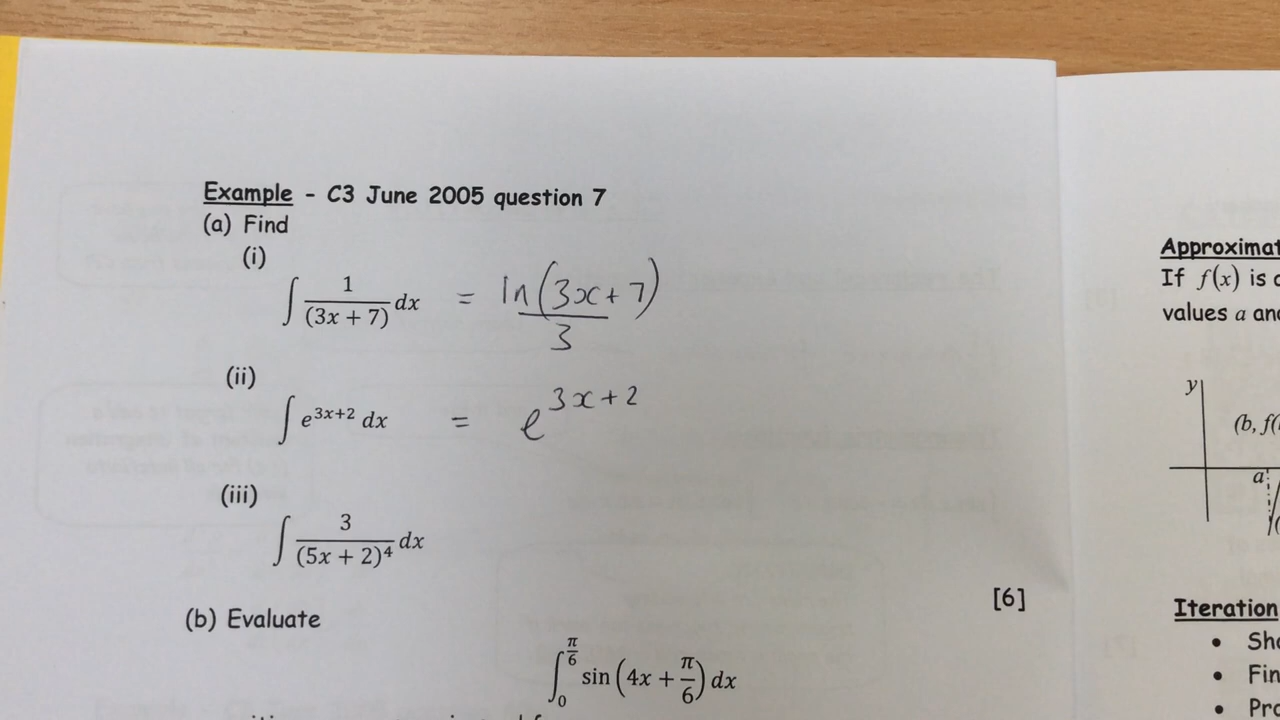 Example - C3 June 2005 question 7
(a) Find
(i)
∫ 1/(3x + 7) dx = ln(3x+7)/3
(ii)
∫ e^{3x+2} dx = e^{3x+2}
(iii)
∫ 3/(5x + 2)^4 dx
[6]
(b) Evaluate
∫_0^{π/6} sin(4x + π/6) dx
Approximat
If f(x) is
values a an
y
(b, f(
a
Iteration
• Sh
• Fin
• Pr